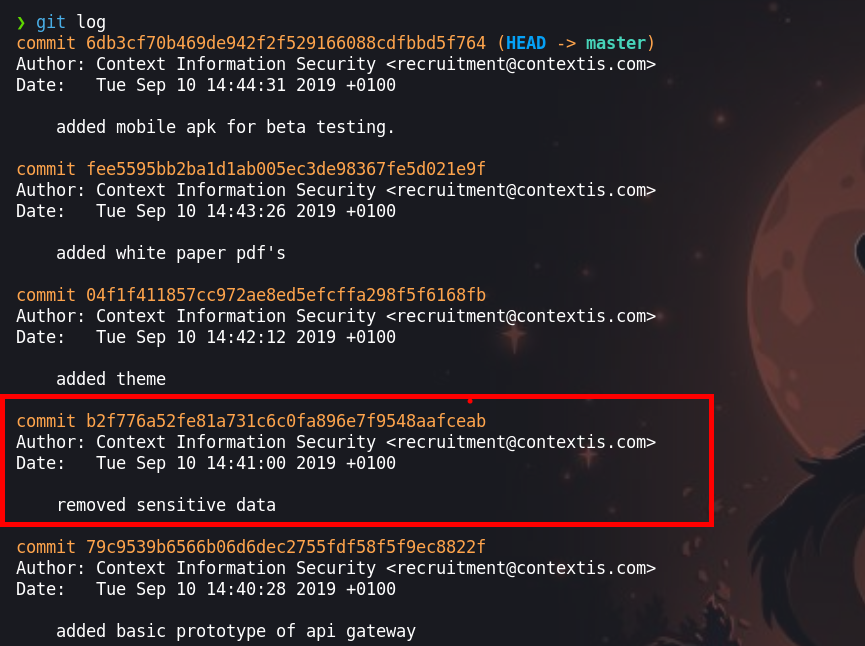 ❯ git log
commit 6db3cf70b469de942f2f529166088cdfbbd5f764 (HEAD -> master)
Author: Context Information Security <recruitment@contextis.com>
Date:   Tue Sep 10 14:44:31 2019 +0100
    added mobile apk for beta testing.
commit fee5595bb2ba1d1ab005ec3de98367fe5d021e9f
Author: Context Information Security <recruitment@contextis.com>
Date:   Tue Sep 10 14:43:26 2019 +0100
    added white paper pdf's
commit 04f1f411857cc972ae8ed5efcffa298f5f6168fb
Author: Context Information Security <recruitment@contextis.com>
Date:   Tue Sep 10 14:42:12 2019 +0100
    added theme
commit b2f776a52fe81a731c6c0fa896e7f9548aafceab
Author: Context Information Security <recruitment@contextis.com>
Date:   Tue Sep 10 14:41:00 2019 +0100
    removed sensitive data
commit 79c9539b6566b06d6dec2755fdf58f5f9ec8822f
Author: Context Information Security <recruitment@contextis.com>
Date:   Tue Sep 10 14:40:28 2019 +0100
    added basic prototype of api gateway